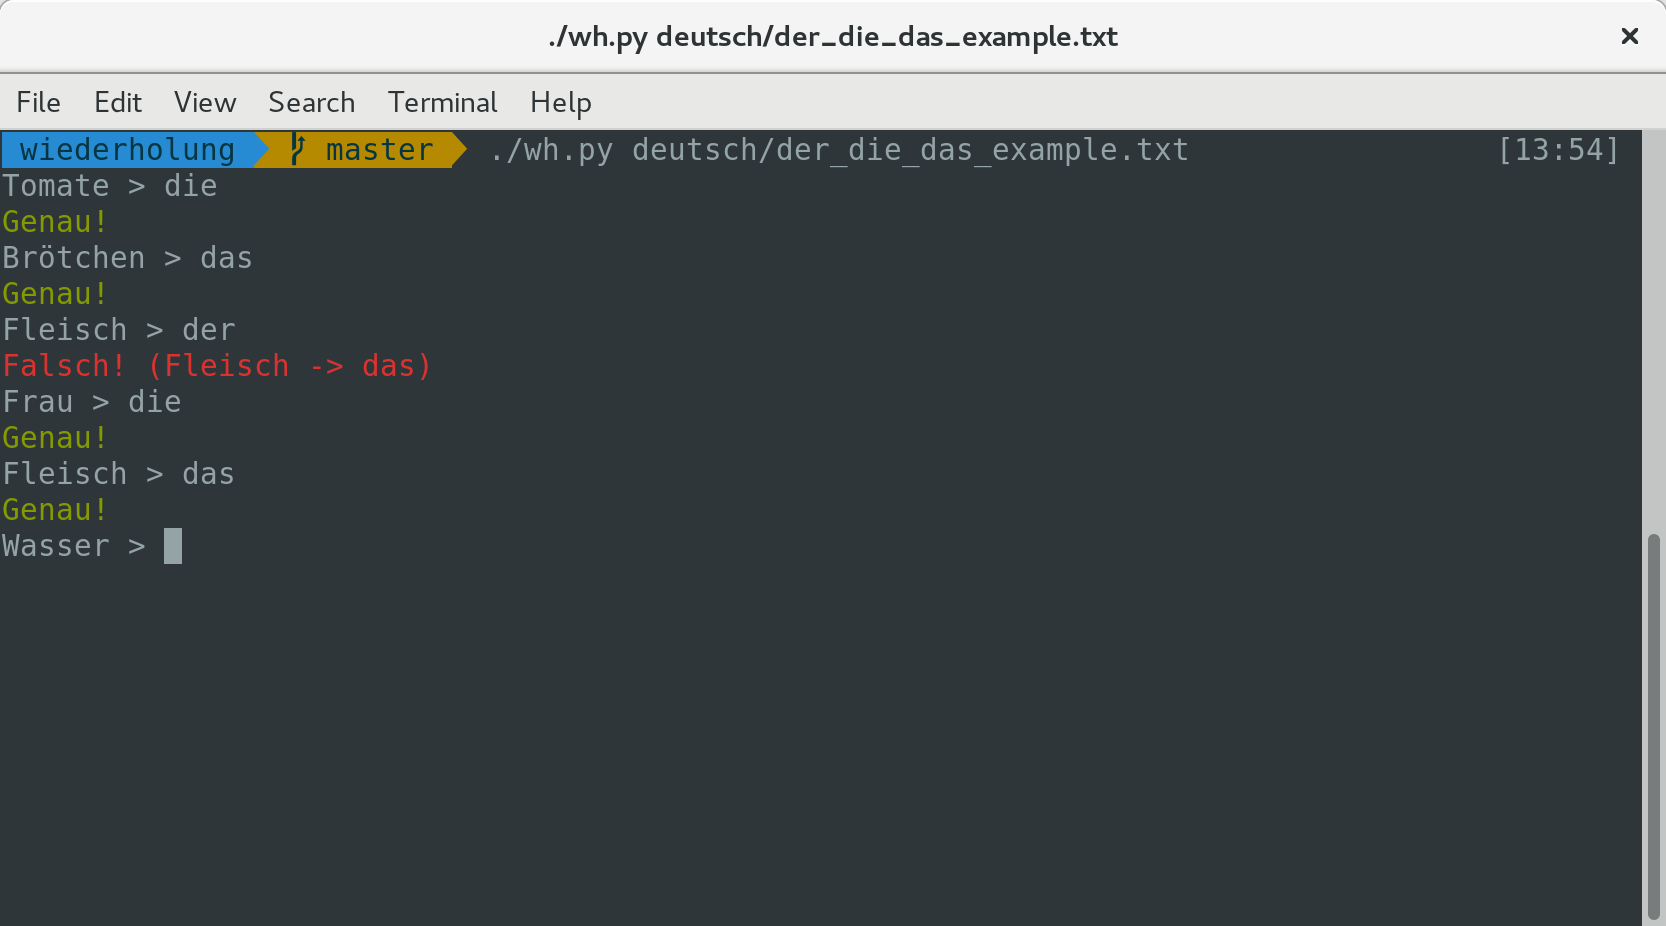 ./wh.py deutsch/der_die_das_example.txt
File Edit View Search Terminal Help
wiederholung master ./wh.py deutsch/der_die_das_example.txt [13:54]
Tomate > die
Genau!
Brötchen > das
Genau!
Fleisch > der
Falsch! (Fleisch -> das)
Frau > die
Genau!
Fleisch > das
Genau!
Wasser >